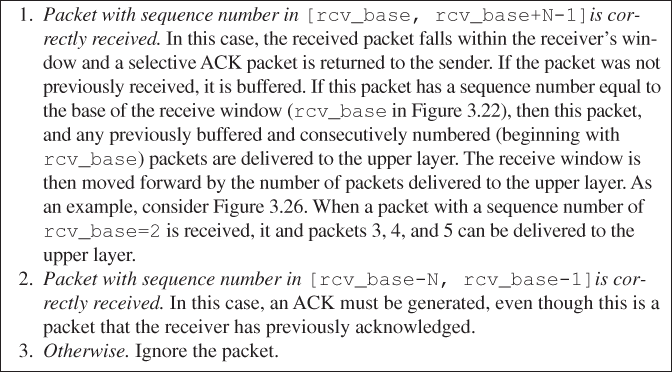 1. Packet with sequence number in [rcv_base, rcv_base+N-1]is cor-
rectly received. In this case, the received packet falls within the receiver's win-
dow and a selective ACK packet is returned to the sender. If the packet was not
previously received, it is buffered. If this packet has a sequence number equal to
the base of the receive window (rcv_base in Figure 3.22), then this packet,
and any previously buffered and consecutively numbered (beginning with
rcv_base) packets are delivered to the upper layer. The receive window is
then moved forward by the number of packets delivered to the upper layer. As
an example, consider Figure 3.26. When a packet with a sequence number of
rcv_base=2 is received, it and packets 3, 4, and 5 can be delivered to the
upper layer.
2. Packet with sequence number in [rcv_base-N, rcv_base-1]is cor-
rectly received. In this case, an ACK must be generated, even though this is a
packet that the receiver has previously acknowledged.
3. Otherwise. Ignore the packet.